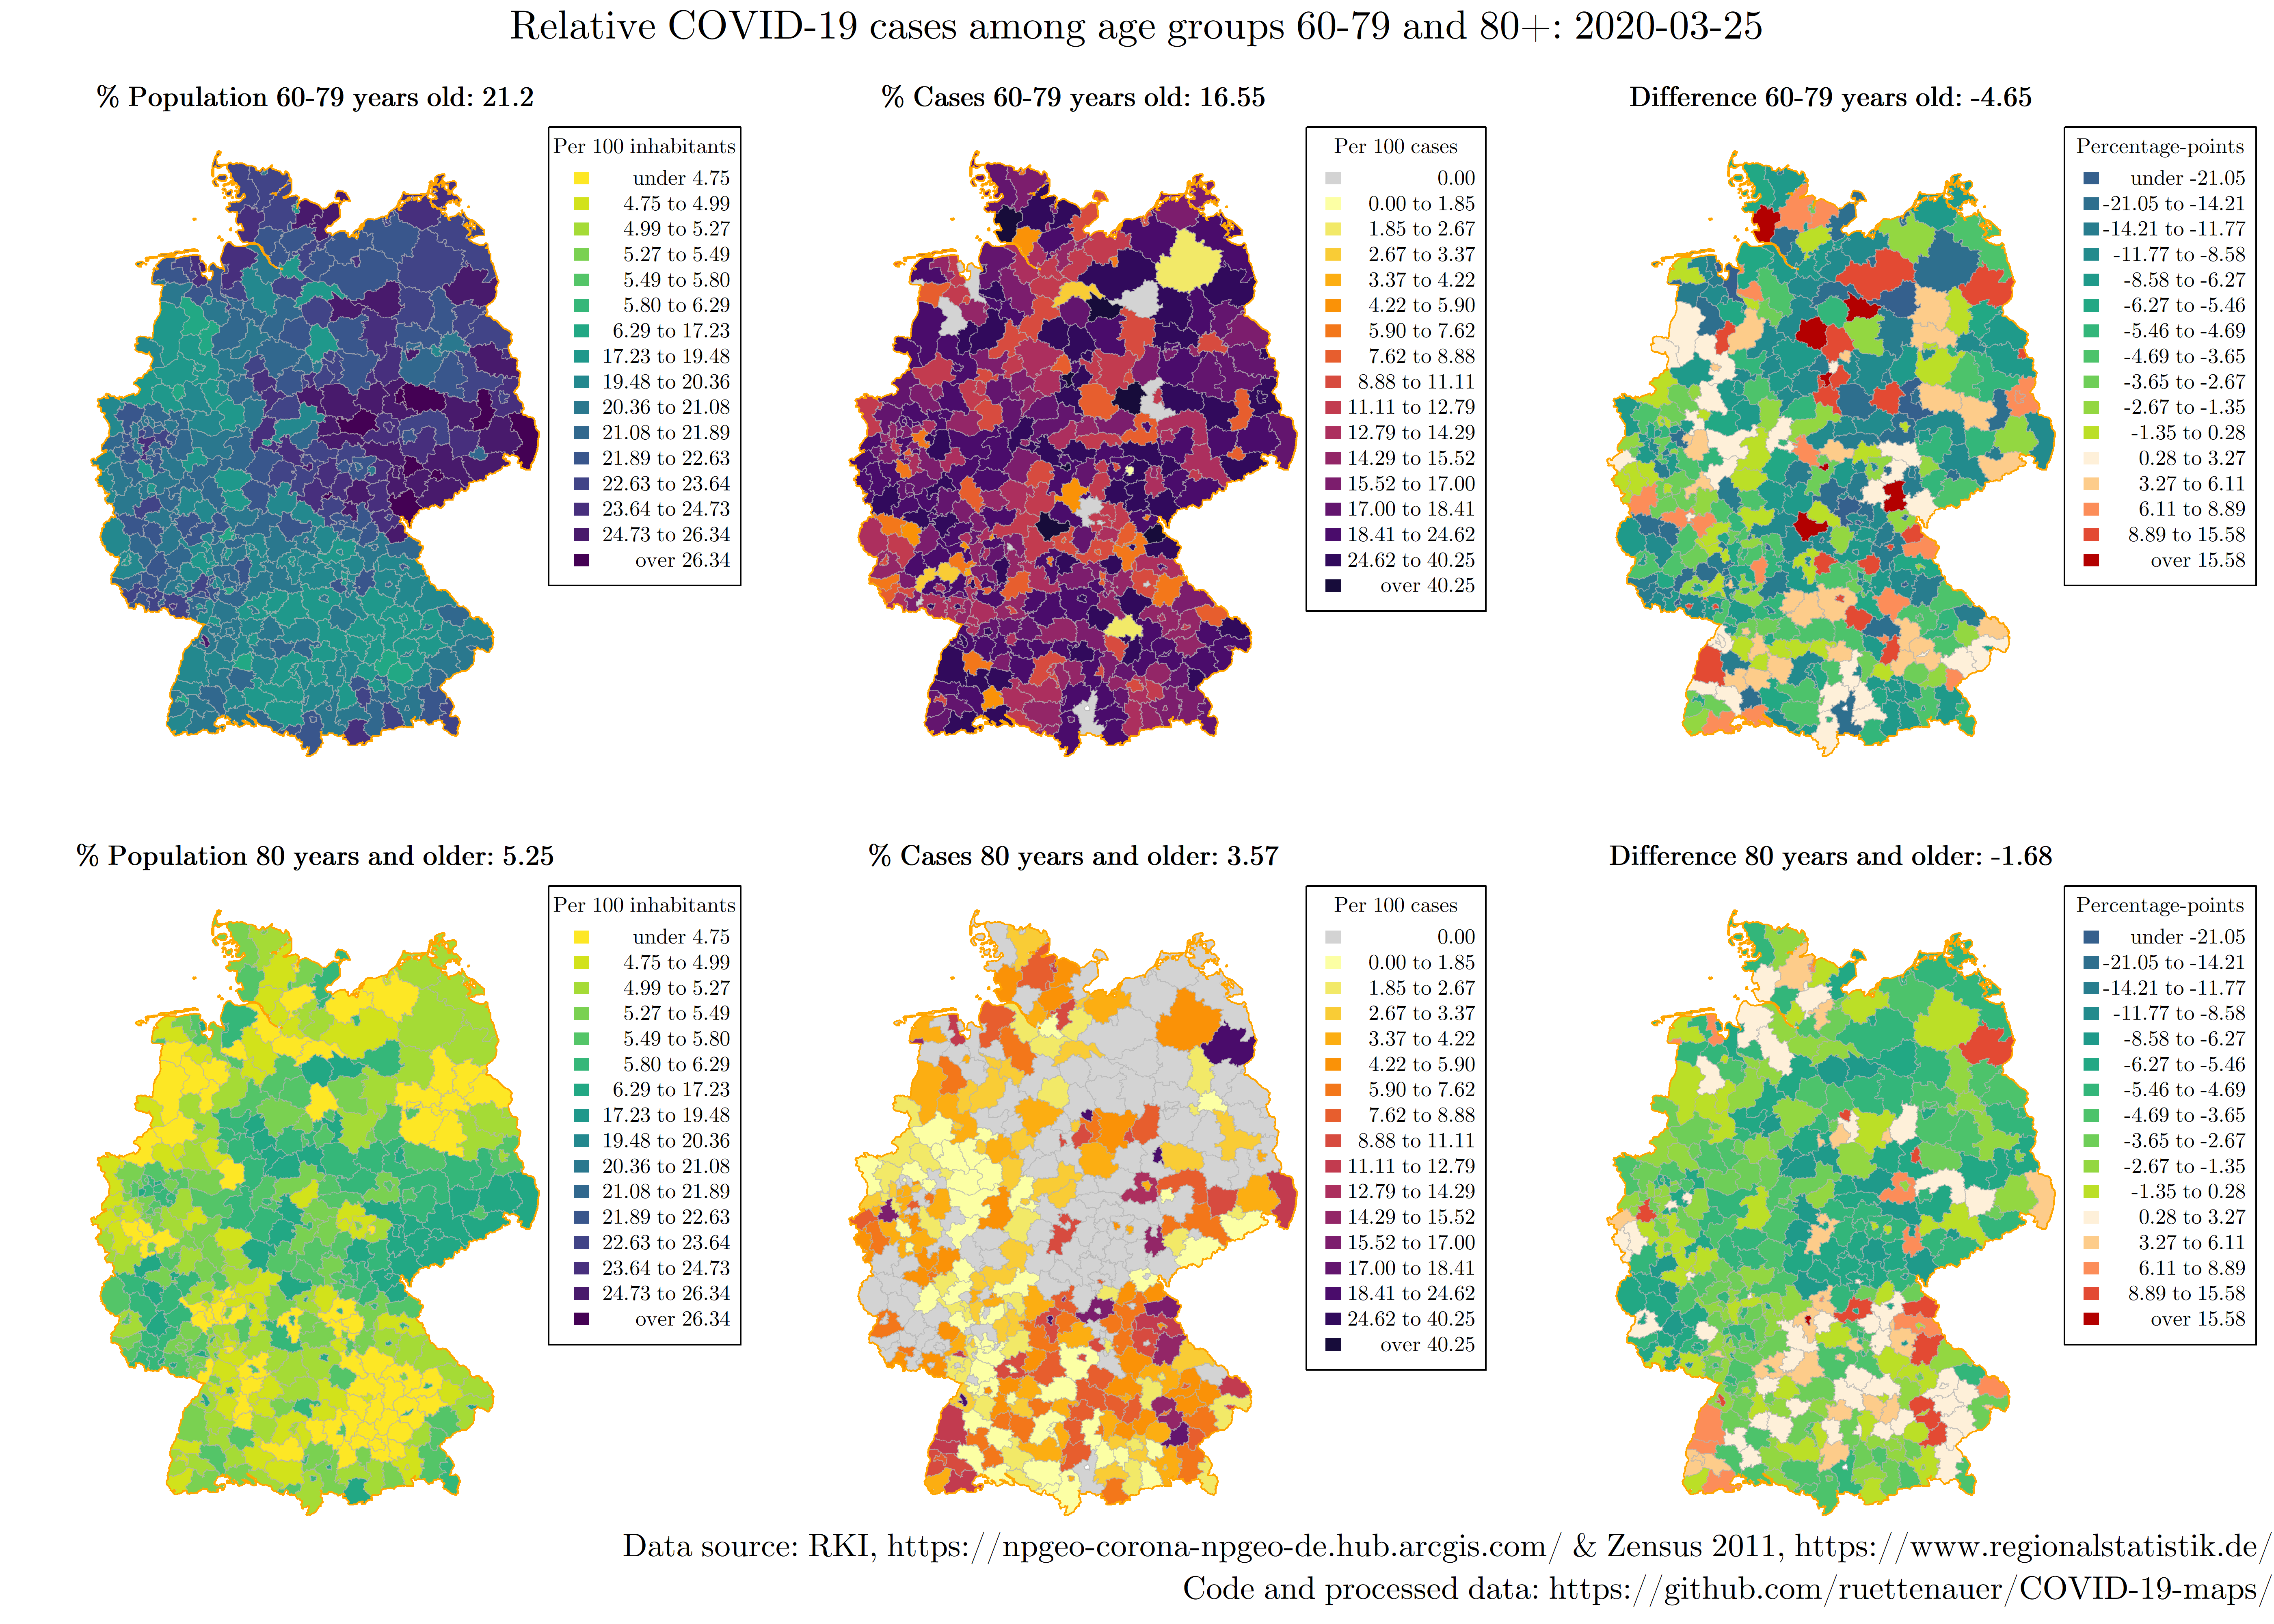 Relative COVID-19 cases among age groups 60-79 and 80+: 2020-03-25
% Population 60-79 years old: 21.2
Per 100 inhabitants
under 4.75
4.75 to 4.99
4.99 to 5.27
5.27 to 5.49
5.49 to 5.80
5.80 to 6.29
6.29 to 17.23
17.23 to 19.48
19.48 to 20.36
20.36 to 21.08
21.08 to 21.89
21.89 to 22.63
22.63 to 23.64
23.64 to 24.73
24.73 to 26.34
over 26.34
% Cases 60-79 years old: 16.55
Per 100 cases
0.00
0.00 to 1.85
1.85 to 2.67
2.67 to 3.37
3.37 to 4.22
4.22 to 5.90
5.90 to 7.62
7.62 to 8.88
8.88 to 11.11
11.11 to 12.79
12.79 to 14.29
14.29 to 15.52
15.52 to 17.00
17.00 to 18.41
18.41 to 24.62
24.62 to 40.25
over 40.25
Difference 60-79 years old: -4.65
Percentage-points
under -21.05
-21.05 to -14.21
-14.21 to -11.77
-11.77 to -8.58
-8.58 to -6.27
-6.27 to -5.46
-5.46 to -4.69
-4.69 to -3.65
-3.65 to -2.67
-2.67 to -1.35
-1.35 to 0.28
0.28 to 3.27
3.27 to 6.11
6.11 to 8.89
8.89 to 15.58
over 15.58
% Population 80 years and older: 5.25
Per 100 inhabitants
under 4.75
4.75 to 4.99
4.99 to 5.27
5.27 to 5.49
5.49 to 5.80
5.80 to 6.29
6.29 to 17.23
17.23 to 19.48
19.48 to 20.36
20.36 to 21.08
21.08 to 21.89
21.89 to 22.63
22.63 to 23.64
23.64 to 24.73
24.73 to 26.34
over 26.34
% Cases 80 years and older: 3.57
Per 100 cases
0.00
0.00 to 1.85
1.85 to 2.67
2.67 to 3.37
3.37 to 4.22
4.22 to 5.90
5.90 to 7.62
7.62 to 8.88
8.88 to 11.11
11.11 to 12.79
12.79 to 14.29
14.29 to 15.52
15.52 to 17.00
17.00 to 18.41
18.41 to 24.62
24.62 to 40.25
over 40.25
Difference 80 years and older: -1.68
Percentage-points
under -21.05
-21.05 to -14.21
-14.21 to -11.77
-11.77 to -8.58
-8.58 to -6.27
-6.27 to -5.46
-5.46 to -4.69
-4.69 to -3.65
-3.65 to -2.67
-2.67 to -1.35
-1.35 to 0.28
0.28 to 3.27
3.27 to 6.11
6.11 to 8.89
8.89 to 15.58
over 15.58
Data source: RKI, https://npgeo-corona-npgeo-de.hub.arcgis.com/ & Zensus 2011, https://www.regionalstatistik.de/
Code and processed data: https://github.com/ruettenauer/COVID-19-maps/